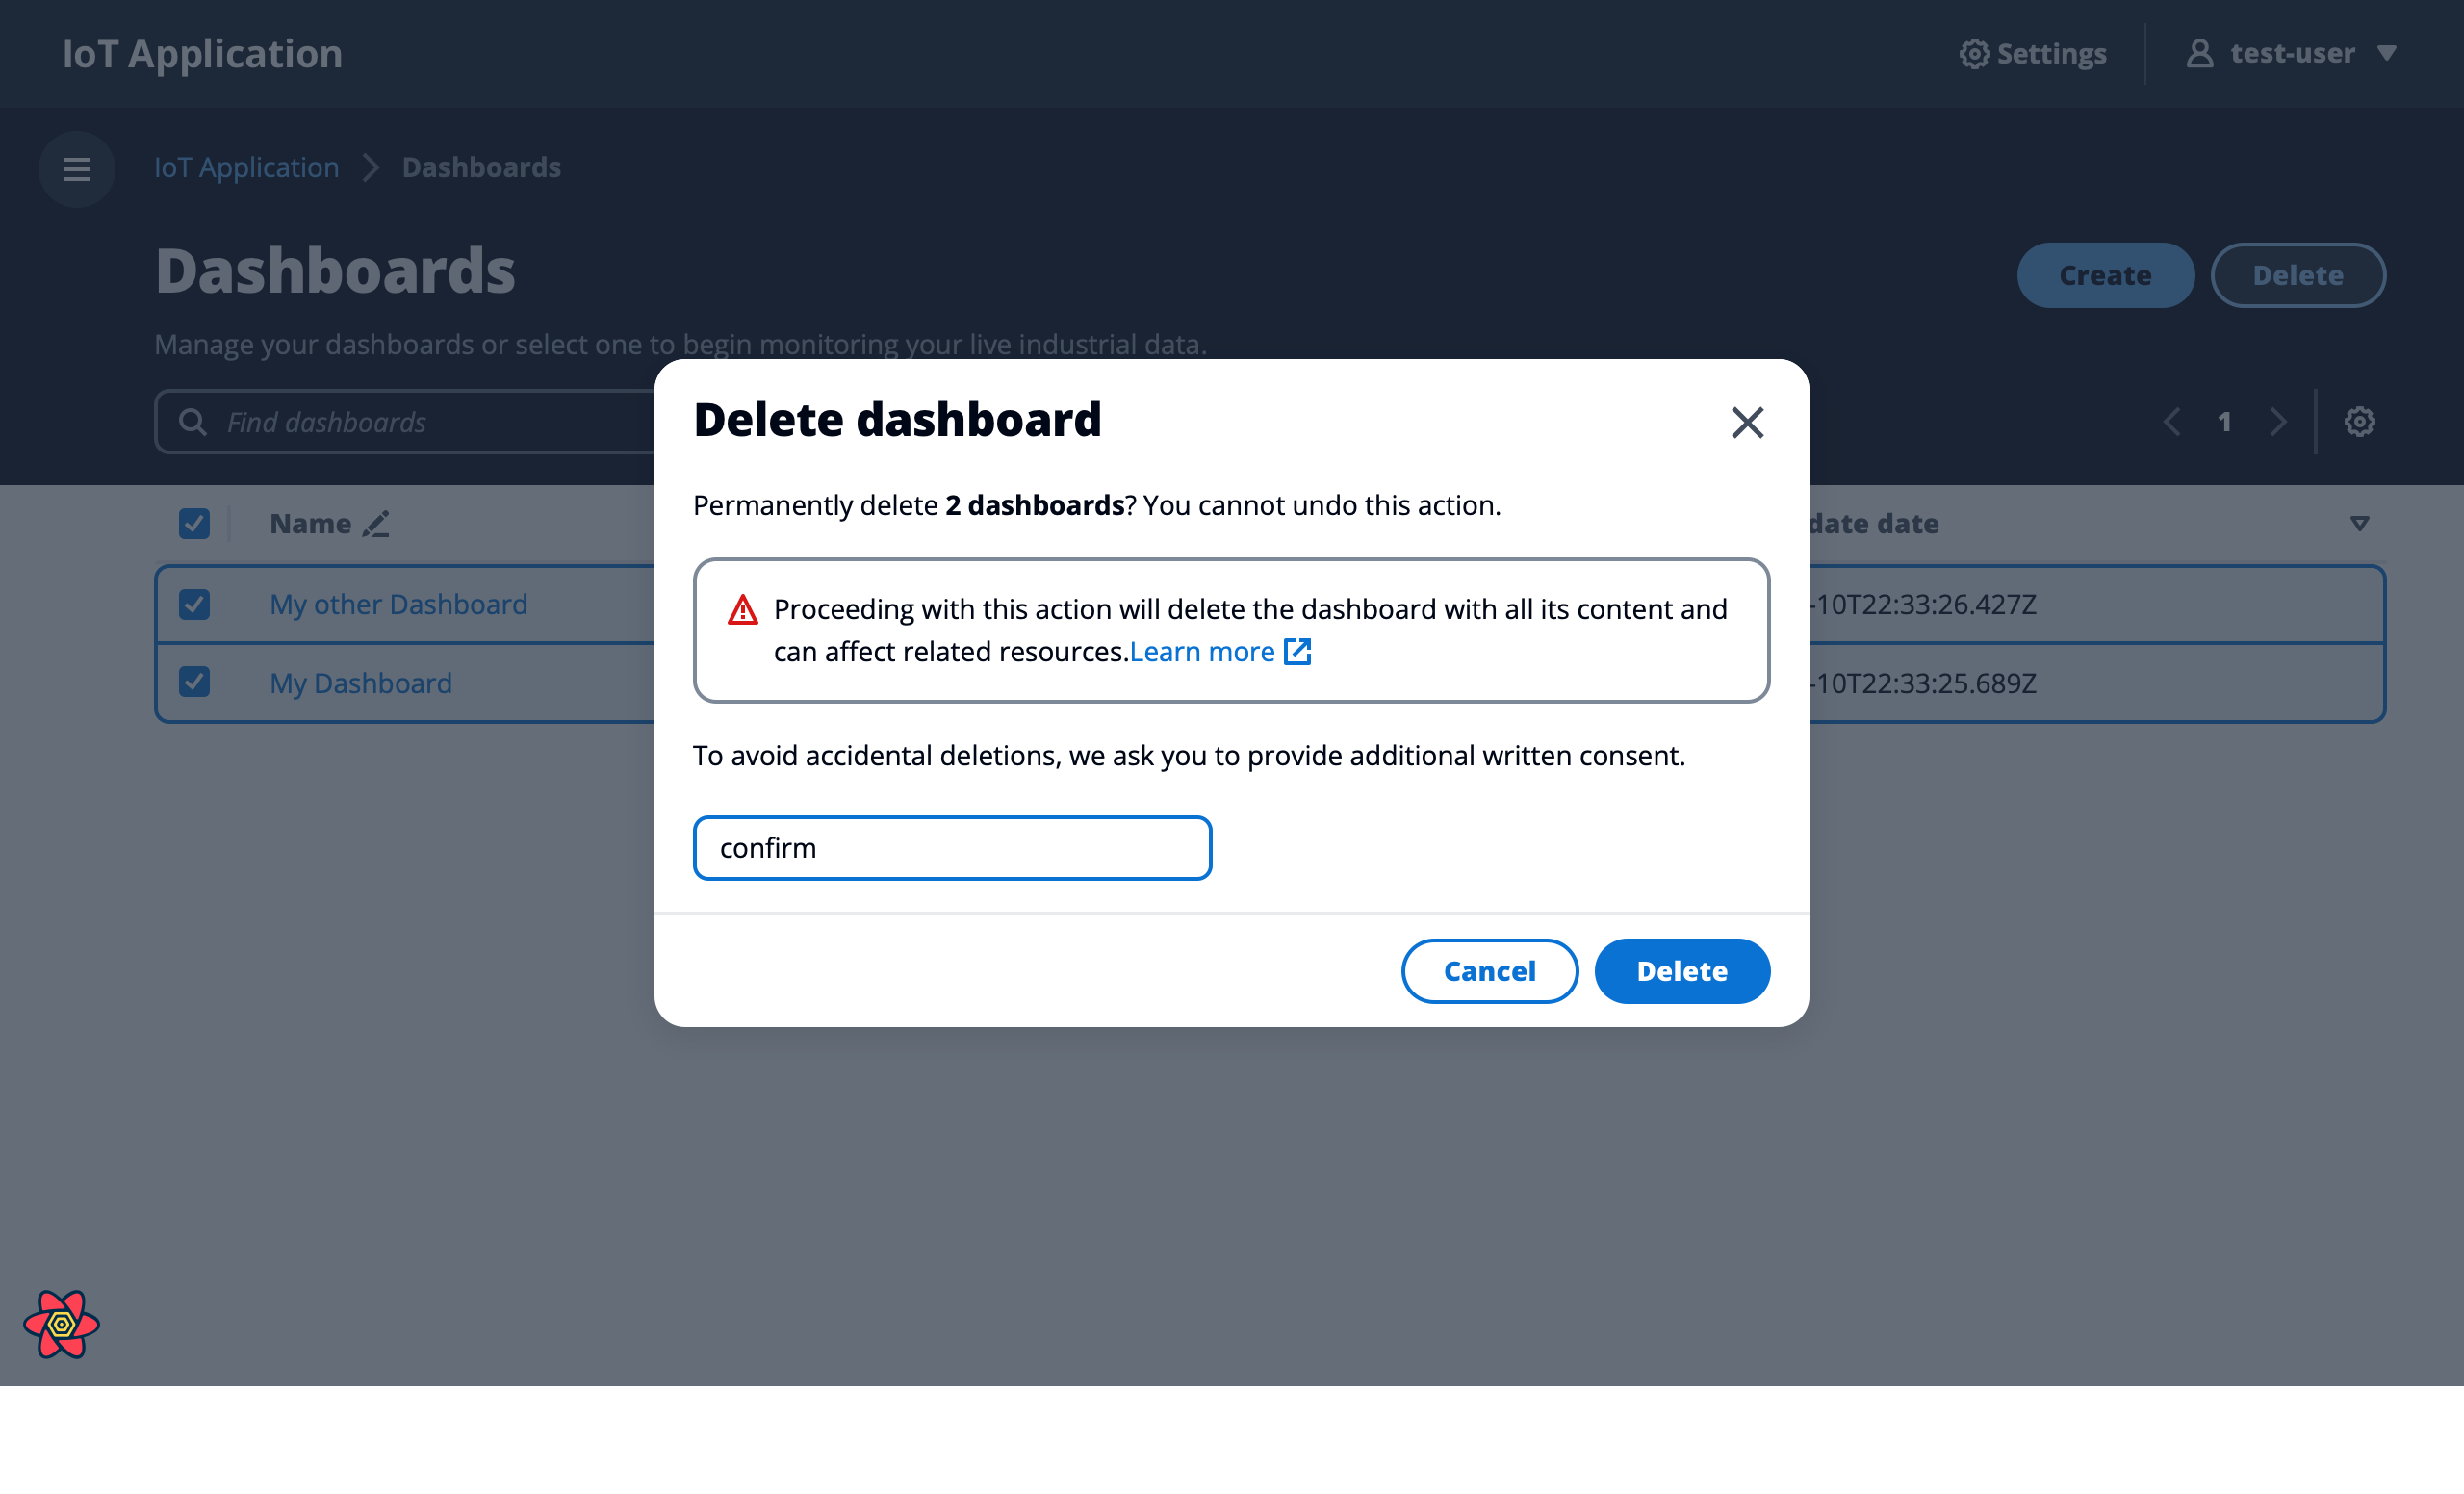 IoT Application
Settings
test-user
IoT Application
Dashboards
Dashboards
Create
Delete
Manage your dashboards or select one to begin monitoring your live industrial data.
Find dashboards
1
Delete dashboard
Permanently delete 2 dashboards? You cannot undo this action.
Proceeding with this action will delete the dashboard with all its content and
can affect related resources.Learn more
To avoid accidental deletions, we ask you to provide additional written consent.
confirm
Cancel
Delete
Name
date date
My other Dashboard
-10T22:33:26.427Z
My Dashboard
-10T22:33:25.689Z